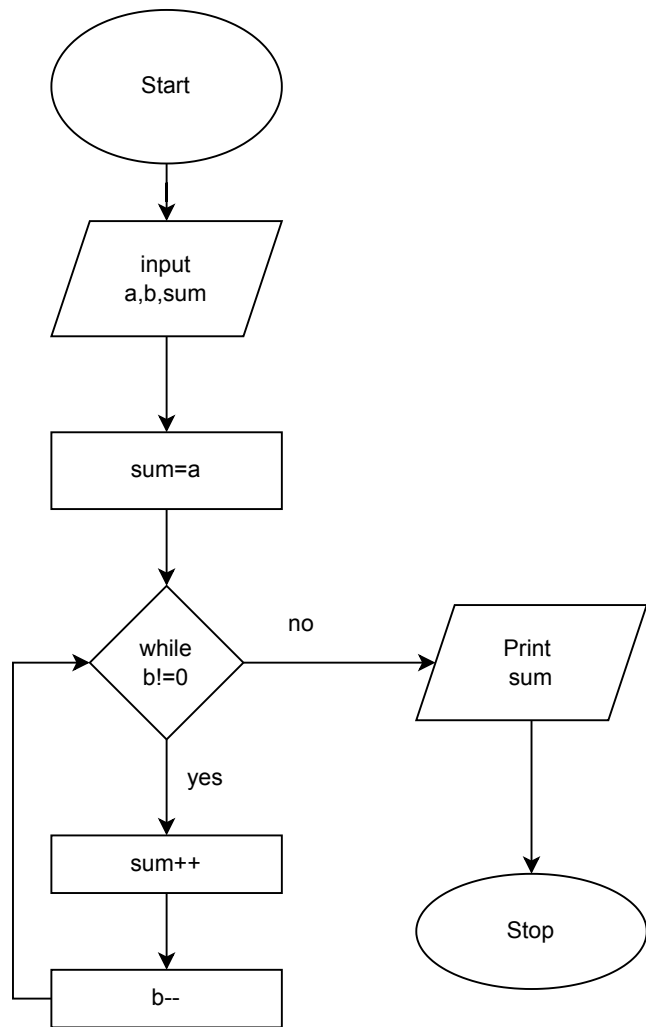 Start
input
a,b,sum
sum=a
while
b!=0
no
Print
sum
yes
sum++
Stop
b--